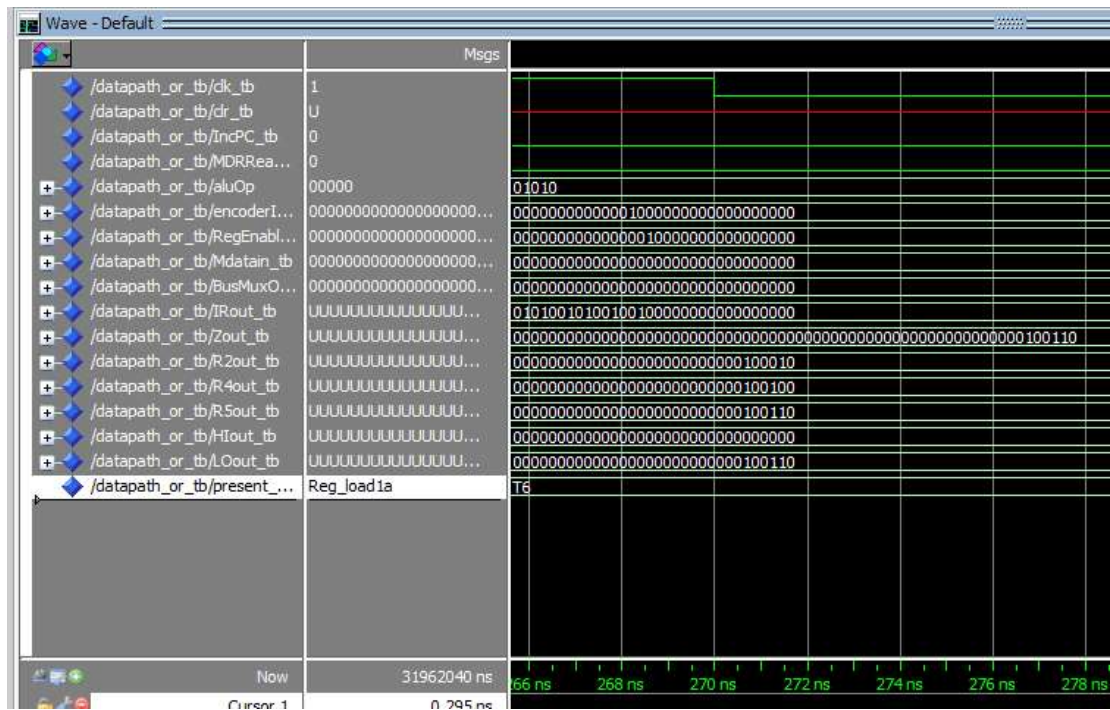 Wave - Default
Msgs
/datapath_or_tb/clk_tb 1
/datapath_or_tb/clr_tb U
/datapath_or_tb/IncPC_tb 0
/datapath_or_tb/MDRRea... 0
/datapath_or_tb/aluOp 00000 01010
/datapath_or_tb/encoderI... 0000000000000000000... 00000000000001000000000000000000
/datapath_or_tb/RegEnabl... 0000000000000000000... 00000000000000010000000000000000
/datapath_or_tb/Mdatain_tb 0000000000000000000... 00000000000000000000000000000000
/datapath_or_tb/BusMuxO... 0000000000000000000... 00000000000000000000000000000000
/datapath_or_tb/IRout_tb UUUUUUUUUUUUUUU... 01010010100100100000000000000000
/datapath_or_tb/Zout_tb UUUUUUUUUUUUUUU... 0000000000000000000000000000000000000000000000000000000000100110
/datapath_or_tb/R2out_tb UUUUUUUUUUUUUUU... 00000000000000000000000000100010
/datapath_or_tb/R4out_tb UUUUUUUUUUUUUUU... 00000000000000000000000000100100
/datapath_or_tb/R5out_tb UUUUUUUUUUUUUUU... 00000000000000000000000000100110
/datapath_or_tb/HIout_tb UUUUUUUUUUUUUUU... 00000000000000000000000000000000
/datapath_or_tb/LOout_tb UUUUUUUUUUUUUUU... 00000000000000000000000000100110
/datapath_or_tb/present_... Reg_load1a T6
Now 31962040 ns 266 ns 268 ns 270 ns 272 ns 274 ns 276 ns 278 ns
Cursor 1 0.295 ns